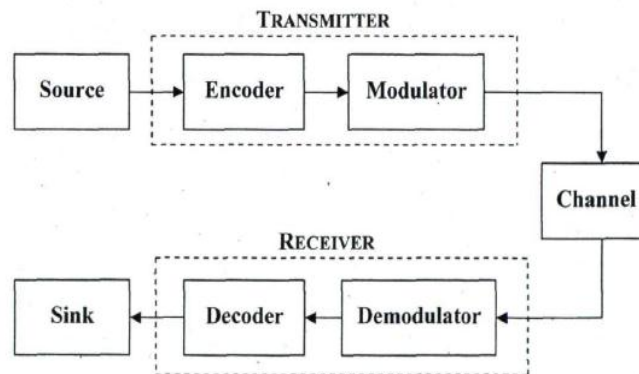 TRANSMITTER
Source
Encoder
Modulator
Channel
RECEIVER
Sink
Decoder
Demodulator